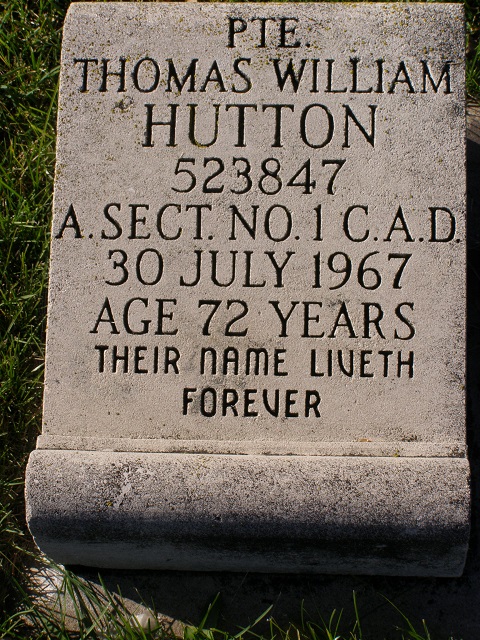 PTE.
THOMAS WILLIAM
HUTTON
523847
A. SECT. NO. 1 C.A.D.
30 JULY 1967
AGE 72 YEARS
THEIR NAME LIVETH
FOREVER